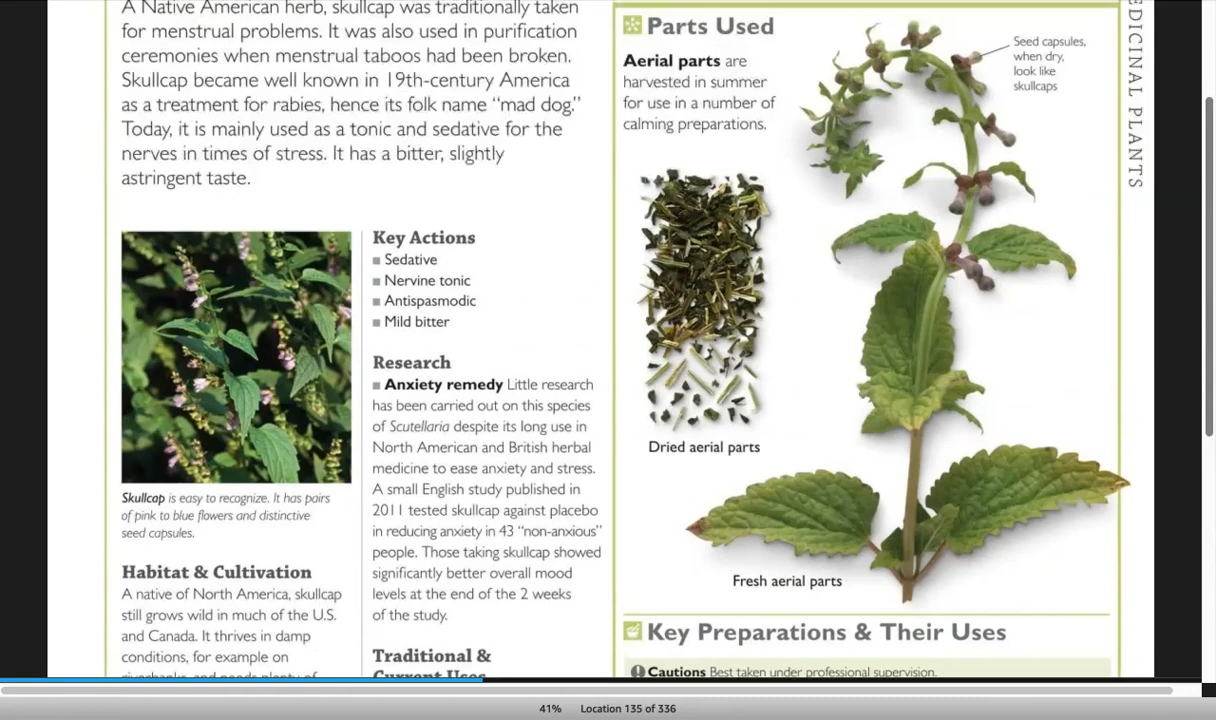 A Native American herb, skullcap was traditionally taken
for menstrual problems. It was also used in purification
ceremonies when menstrual taboos had been broken.
Skullcap became well known in 19th-century America
as a treatment for rabies, hence its folk name “mad dog.”
Today, it is mainly used as a tonic and sedative for the
nerves in times of stress. It has a bitter, slightly
astringent taste.
Skullcap is easy to recognize. It has pairs
of pink to blue flowers and distinctive
seed capsules.
Habitat & Cultivation
A native of North America, skullcap
still grows wild in much of the U.S.
and Canada. It thrives in damp
conditions, for example on
riverbanks, and needs plenty of
Key Actions
■ Sedative
■ Nervine tonic
■ Antispasmodic
■ Mild bitter
Research
■ Anxiety remedy Little research
has been carried out on this species
of Scutellaria despite its long use in
North American and British herbal
medicine to ease anxiety and stress.
A small English study published in
2011 tested skullcap against placebo
in reducing anxiety in 43 “non-anxious”
people. Those taking skullcap showed
significantly better overall mood
levels at the end of the 2 weeks
of the study.
Traditional &
Current Uses
Parts Used
Aerial parts are
harvested in summer
for use in a number of
calming preparations.
Seed capsules,
when dry,
look like
skullcaps
Dried aerial parts
Fresh aerial parts
Key Preparations & Their Uses
Cautions Best taken under professional supervision.
EDICINAL PLANTS
41% Location 135 of 336